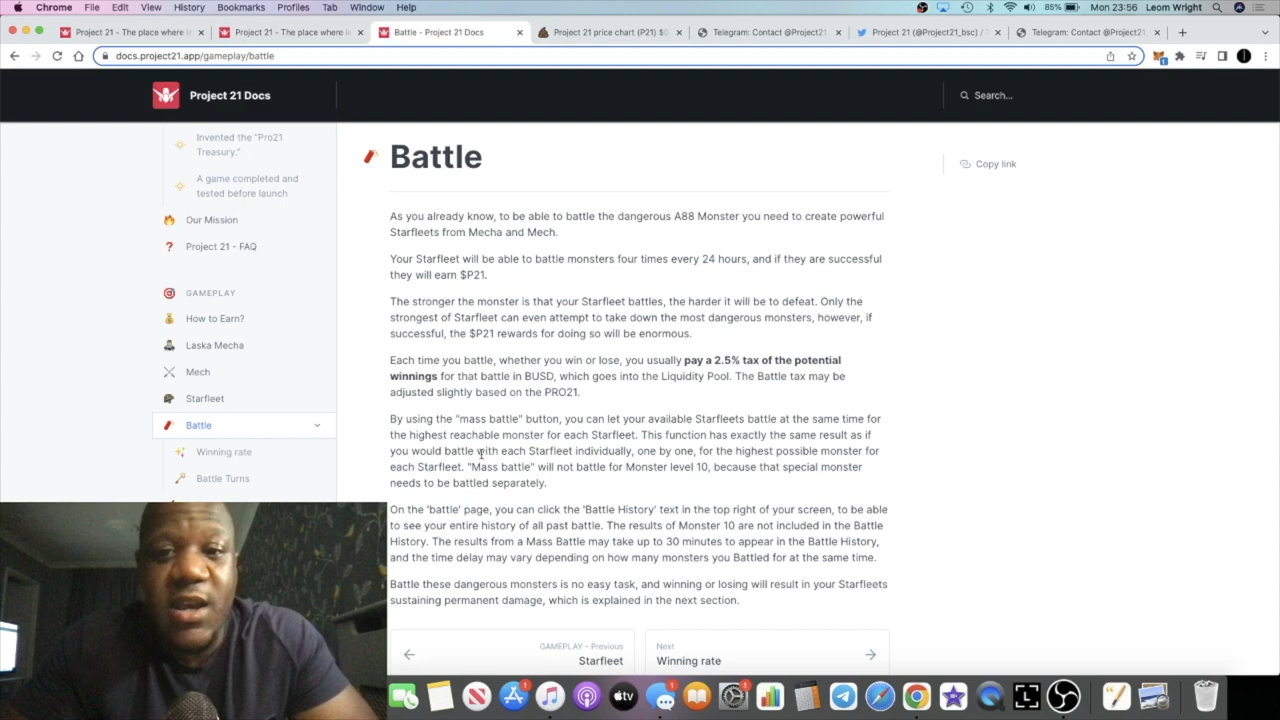 Chrome File Edit View History Bookmarks Profiles Tab Window Help 85% Mon 23:56 Leom Wright
Project 21 - The place where le Project 21 - The place where le Battle - Project 21 Docs Project 21 price chart (P21) $0 Telegram: Contact @Project21_b Project 21 (@Project21_bsc) / T Telegram: Contact @Project21_b
docs.project21.app/gameplay/battle
Project 21 Docs
Search...
Invented the "Pro21
Treasury."
A game completed and
tested before launch
Our Mission
Project 21 - FAQ
GAMEPLAY
How to Earn?
Laska Mecha
Mech
Starfleet
Battle
Winning rate
Battle Turns
Battle
Copy link
As you already know, to be able to battle the dangerous A88 Monster you need to create powerful
Starfleets from Mecha and Mech.
Your Starfleet will be able to battle monsters four times every 24 hours, and if they are successful
they will earn $P21.
The stronger the monster is that your Starfleet battles, the harder it will be to defeat. Only the
strongest of Starfleet can even attempt to take down the most dangerous monsters, however, if
successful, the $P21 rewards for doing so will be enormous.
Each time you battle, whether you win or lose, you usually pay a 2.5% tax of the potential
winnings for that battle in BUSD, which goes into the Liquidity Pool. The Battle tax may be
adjusted slightly based on the PRO21.
By using the "mass battle" button, you can let your available Starfleets battle at the same time for
the highest reachable monster for each Starfleet. This function has exactly the same result as if
you would battle with each Starfleet individually, one by one, for the highest possible monster for
each Starfleet. "Mass battle" will not battle for Monster level 10, because that special monster
needs to be battled separately.
On the 'battle' page, you can click the 'Battle History' text in the top right of your screen, to be able
to see your entire history of all past battle. The results of Monster 10 are not included in the Battle
History. The results from a Mass Battle may take up to 30 minutes to appear in the Battle History,
and the time delay may vary depending on how many monsters you Battled for at the same time.
Battle these dangerous monsters is no easy task, and winning or losing will result in your Starfleets
sustaining permanent damage, which is explained in the next section.
GAMEPLAY - Previous
Starfleet
Next
Winning rate
tv